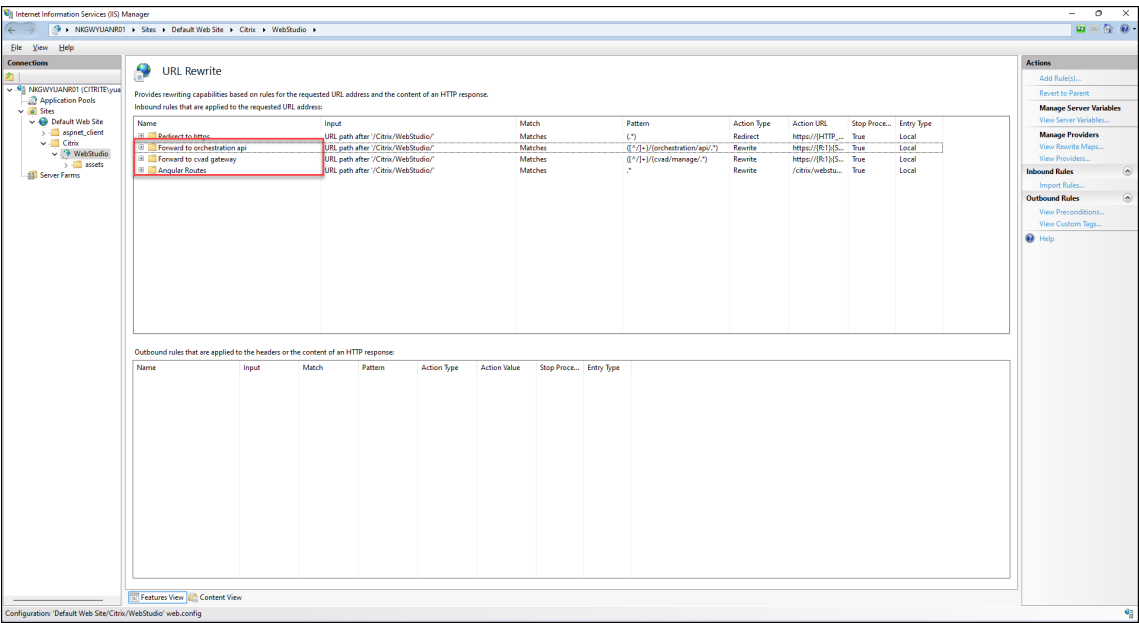 Internet Information Services (IIS) Manager
NKGWYUANR01 Sites Default Web Site Citrix WebStudio
File View Help
Connections
NKGWYUANR01 (CITRITE\yua
Application Pools
Sites
Default Web Site
aspnet_client
Citrix
WebStudio
assets
Server Farms
URL Rewrite
Provides rewriting capabilities based on rules for the requested URL address and the content of an HTTP response.
Inbound rules that are applied to the requested URL address:
Name Input Match Pattern Action Type Action URL Stop Proce... Entry Type
Redirect to https URL path after '/Citrix/WebStudio/' Matches (.*) Redirect https://{HTTP_... True Local
Forward to orchestration api URL path after '/Citrix/WebStudio/' Matches ([^/]+)/(orchestration/api/.*) Rewrite https://{R:1}:{S... True Local
Forward to cvad gateway URL path after '/Citrix/WebStudio/' Matches ([^/]+)/(cvad/manage/.*) Rewrite https://{R:1}:{S... True Local
Angular Routes URL path after '/Citrix/WebStudio/' Matches .* Rewrite /citrix/webstu... True Local
Outbound rules that are applied to the headers or the content of an HTTP response:
Name Input Match Pattern Action Type Action Value Stop Proce... Entry Type
Features View Content View
Actions
Add Rule(s)...
Revert to Parent
Manage Server Variables
View Server Variables...
Manage Providers
View Rewrite Maps...
View Providers...
Inbound Rules
Import Rules...
Outbound Rules
View Preconditions...
View Custom Tags...
Help
Configuration: 'Default Web Site/Citrix/WebStudio' web.config